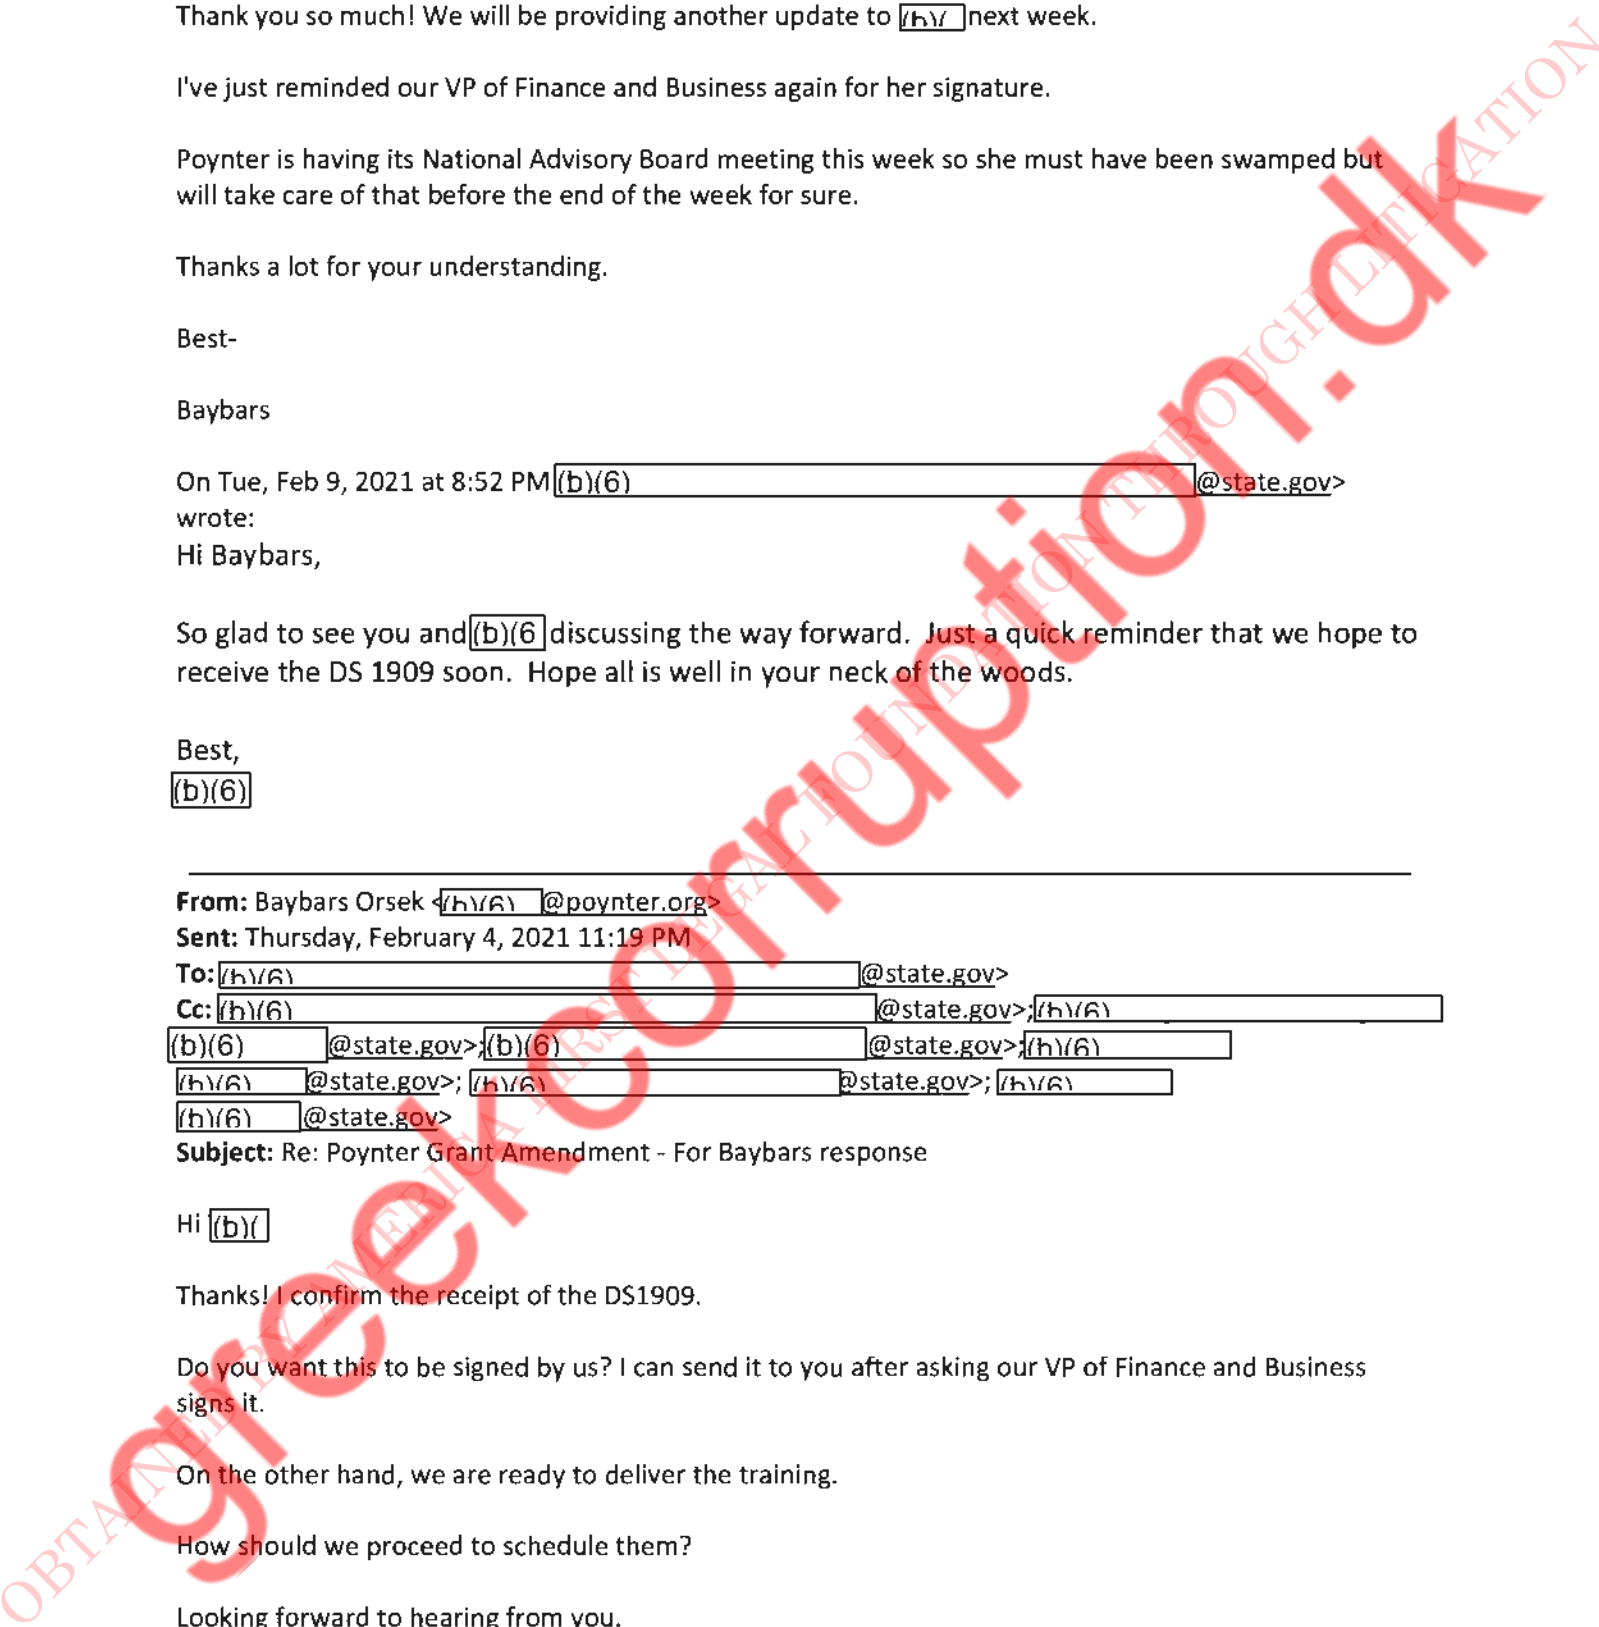 Thank you so much! We will be providing another update to (b)( next week.
I've just reminded our VP of Finance and Business again for her signature.
Poynter is having its National Advisory Board meeting this week so she must have been swamped but
will take care of that before the end of the week for sure.
Thanks a lot for your understanding.
Best-
Baybars
On Tue, Feb 9, 2021 at 8:52 PM (b)(6) @state.gov>
wrote:
Hi Baybars,
So glad to see you and (b)(6 discussing the way forward. Just a quick reminder that we hope to
receive the DS 1909 soon. Hope all is well in your neck of the woods.
Best,
(b)(6)
From: Baybars Orsek <(b)(6) @poynter.org>
Sent: Thursday, February 4, 2021 11:19 PM
To: (b)(6) @state.gov>
Cc: (b)(6) @state.gov>; (b)(6)
(b)(6) @state.gov>; (b)(6) @state.gov>; (b)(6)
(b)(6) @state.gov>; (b)(6) @state.gov>; (b)(6)
(b)(6) @state.gov>
Subject: Re: Poynter Grant Amendment - For Baybars response
Hi (b)(
Thanks! I confirm the receipt of the DS1909.
Do you want this to be signed by us? I can send it to you after asking our VP of Finance and Business
signs it.
On the other hand, we are ready to deliver the training.
How should we proceed to schedule them?
Looking forward to hearing from you.
OBTAINED BY AMERICA FIRST LEGAL FOUNDATION THROUGH LITIGATION
greekcorruption.dk